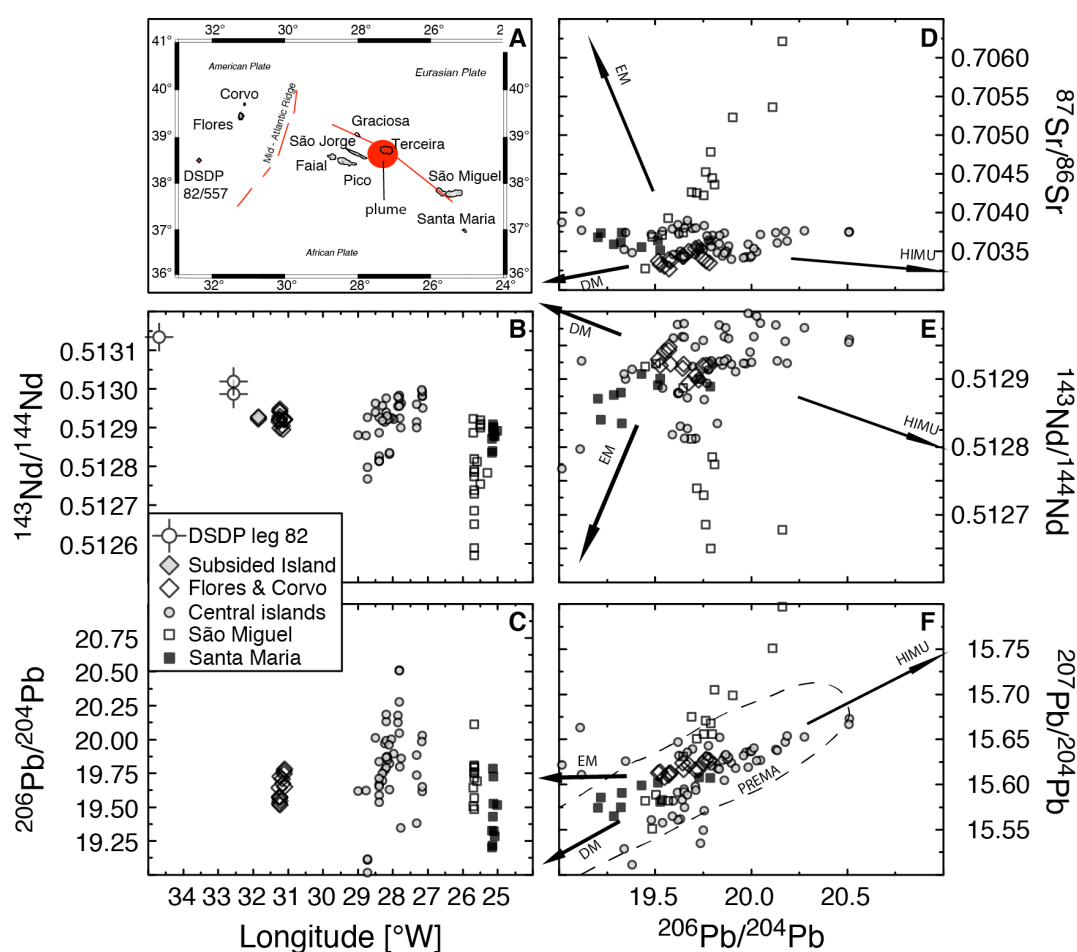 32° 30° 28° 26° 2
41°
40°
39°
38°
37°
36°
A
American Plate
Eurasian Plate
Corvo
Flores
Mid - Atlantic Ridge
Graciosa
São Jorge
Terceira
Faial
Pico
São Miguel
DSDP
82/557
plume
Santa Maria
African Plate
41°
40°
39°
38°
37°
36°
32° 30° 28° 26° 24
D
EM
DM
HIMU
0.7060
0.7055
0.7050
0.7045
0.7040
0.7035
87Sr/86Sr
B
0.5131
0.5130
0.5129
0.5128
0.5127
0.5126
143Nd/144Nd
DSDP leg 82
Subsided Island
Flores & Corvo
Central islands
São Miguel
Santa Maria
E
DM
EM
HIMU
0.5129
0.5128
0.5127
143Nd/144Nd
C
20.75
20.50
20.25
20.00
19.75
19.50
19.25
206Pb/204Pb
34 33 32 31 30 29 28 27 26 25
Longitude [°W]
F
HIMU
EM
PREMA
DM
15.75
15.70
15.65
15.60
15.55
207Pb/204Pb
19.5 20.0 20.5
206Pb/204Pb